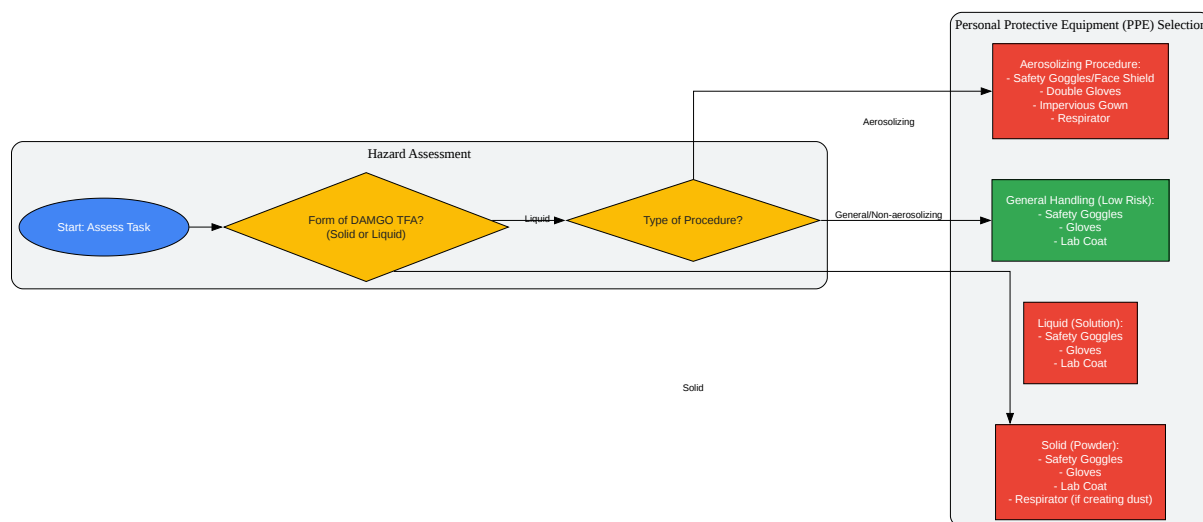 Personal Protective Equipment (PPE) Selection
Aerosolizing Procedure:
- Safety Goggles/Face Shield
- Double Gloves
- Impervious Gown
- Respirator
Aerosolizing
Hazard Assessment
Start: Assess Task
Form of DAMGO TFA?
(Solid or Liquid)
Liquid
Type of Procedure?
General/Non-aerosolizing
General Handling (Low Risk):
- Safety Goggles
- Gloves
- Lab Coat
Liquid (Solution):
- Safety Goggles
- Gloves
- Lab Coat
Solid
Solid (Powder):
- Safety Goggles
- Gloves
- Lab Coat
- Respirator (if creating dust)